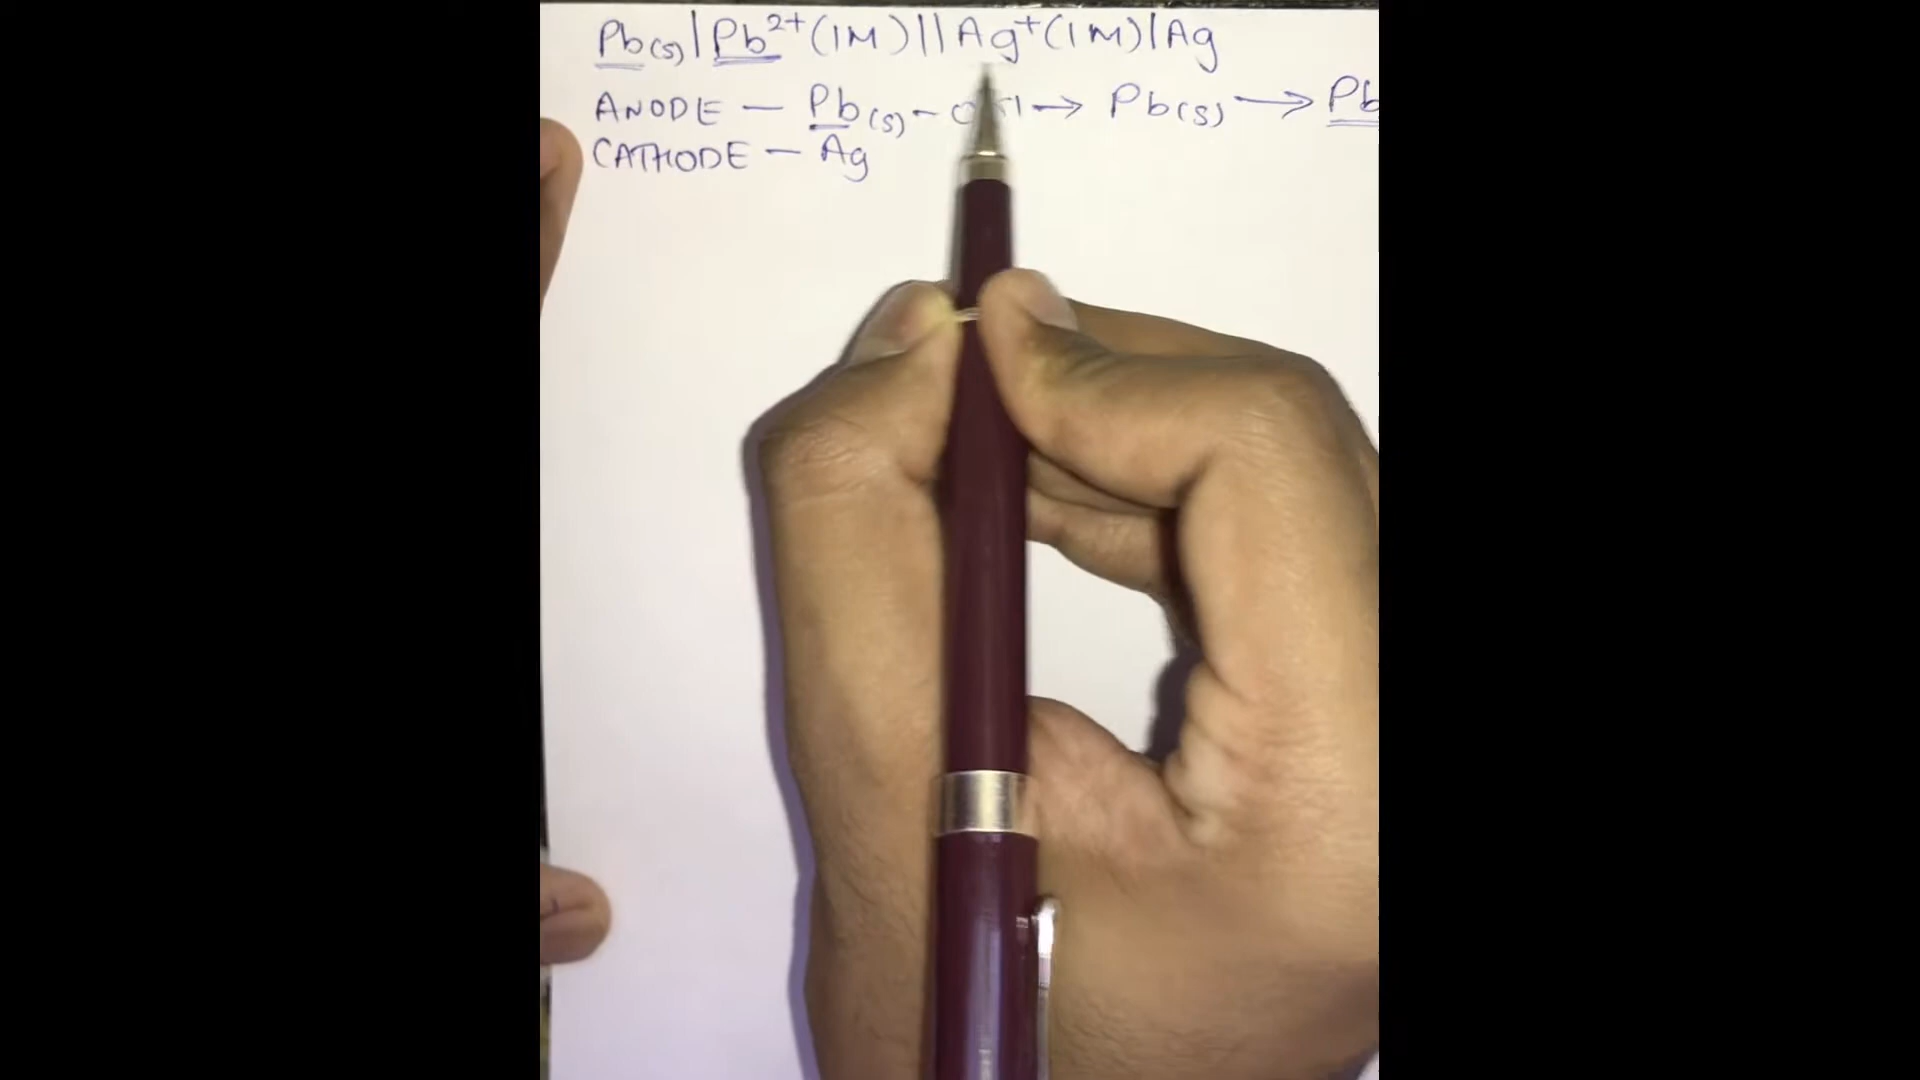 Pb(s)|Pb²⁺(1M)||Ag⁺(1M)|Ag
ANODE — Pb(s) - → Pb(s) → Pb
CATHODE — Ag